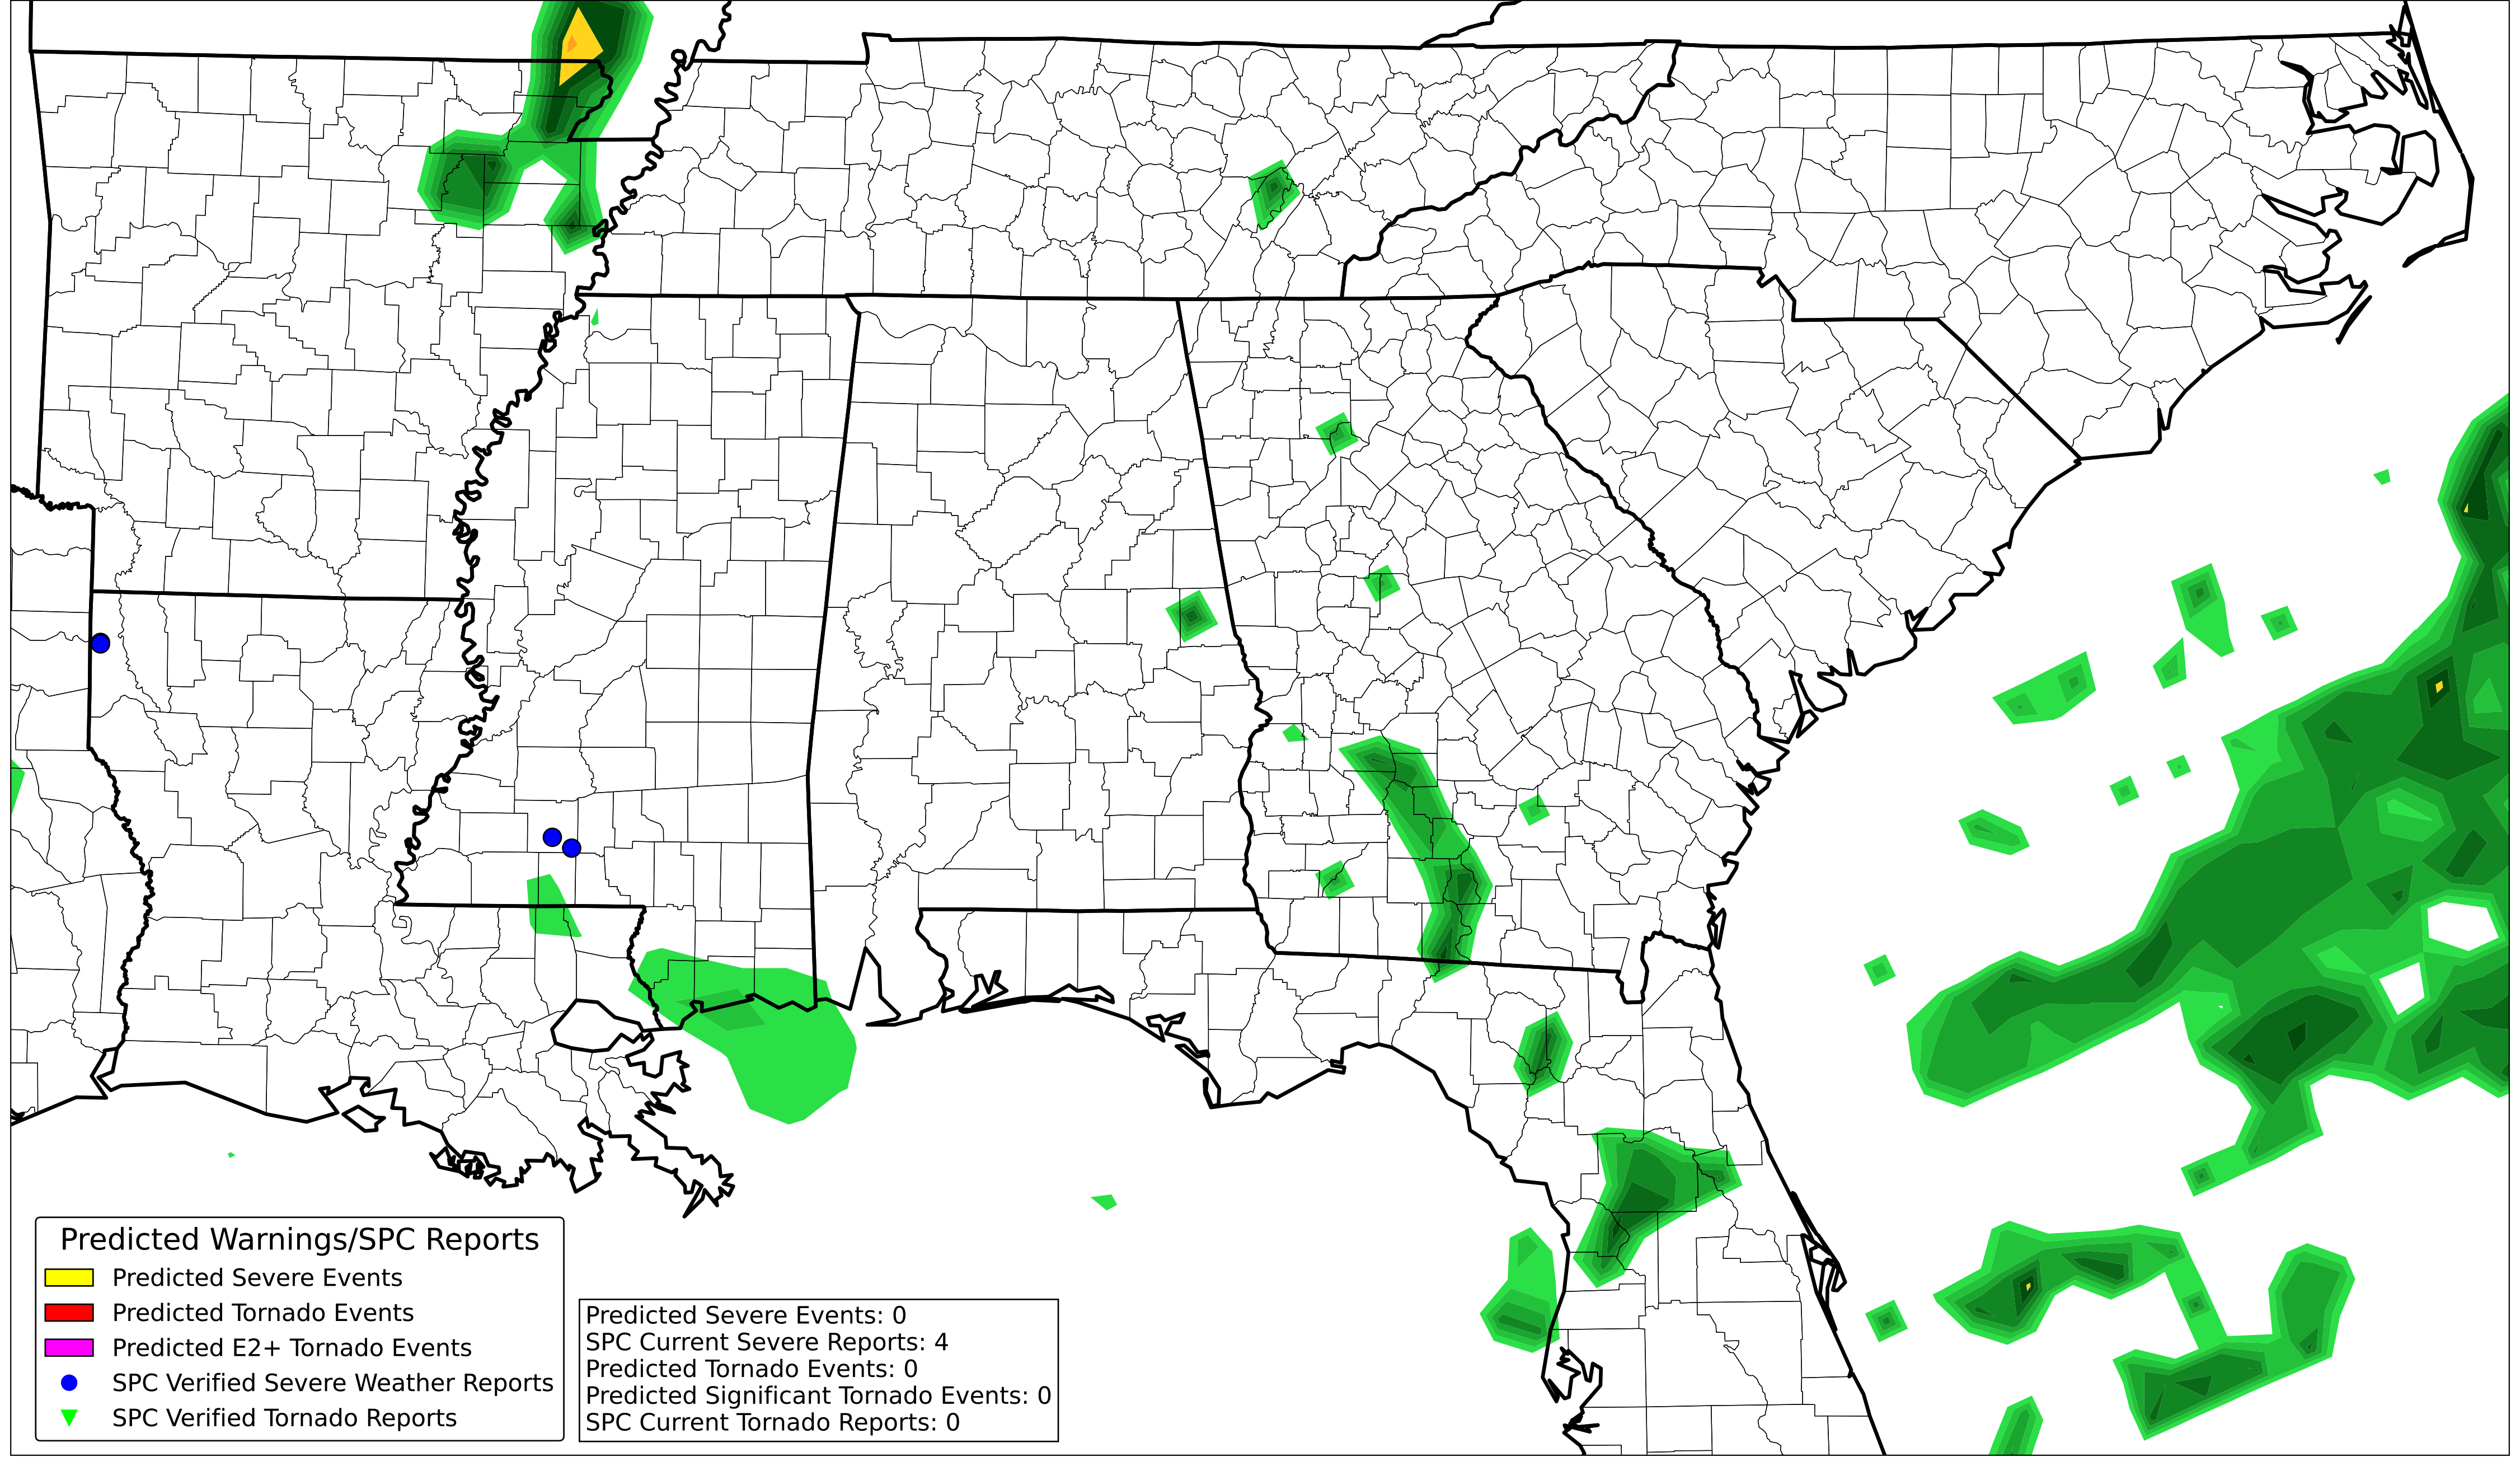 Predicted Warnings/SPC Reports
Predicted Severe Events
Predicted Tornado Events
Predicted E2+ Tornado Events
SPC Verified Severe Weather Reports
SPC Verified Tornado Reports
Predicted Severe Events: 0
SPC Current Severe Reports: 4
Predicted Tornado Events: 0
Predicted Significant Tornado Events: 0
SPC Current Tornado Reports: 0